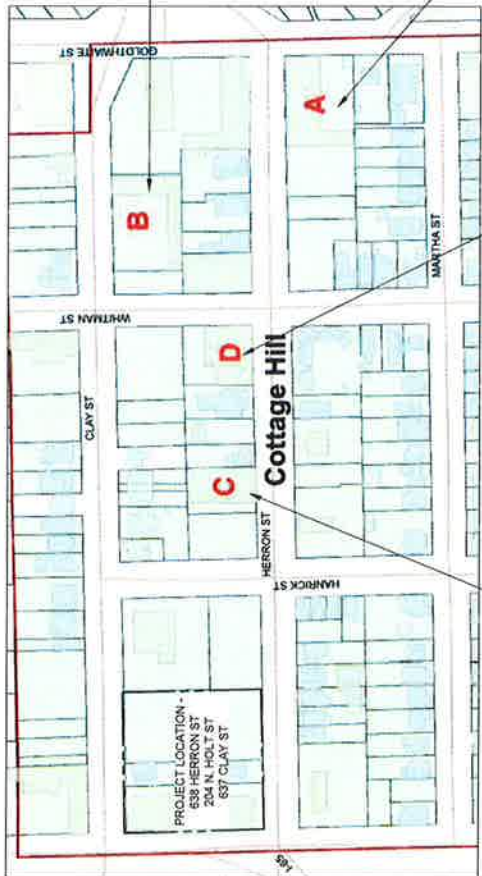 GOLDTHWAITE ST
A
B
MARTHA ST
WHITMAN ST
CLAY ST
D
Cottage Hill
C
HERRON ST
HANRICK ST
PROJECT LOCATION -
638 HERRON ST
204 N. HOLT ST
637 CLAY ST
I-65